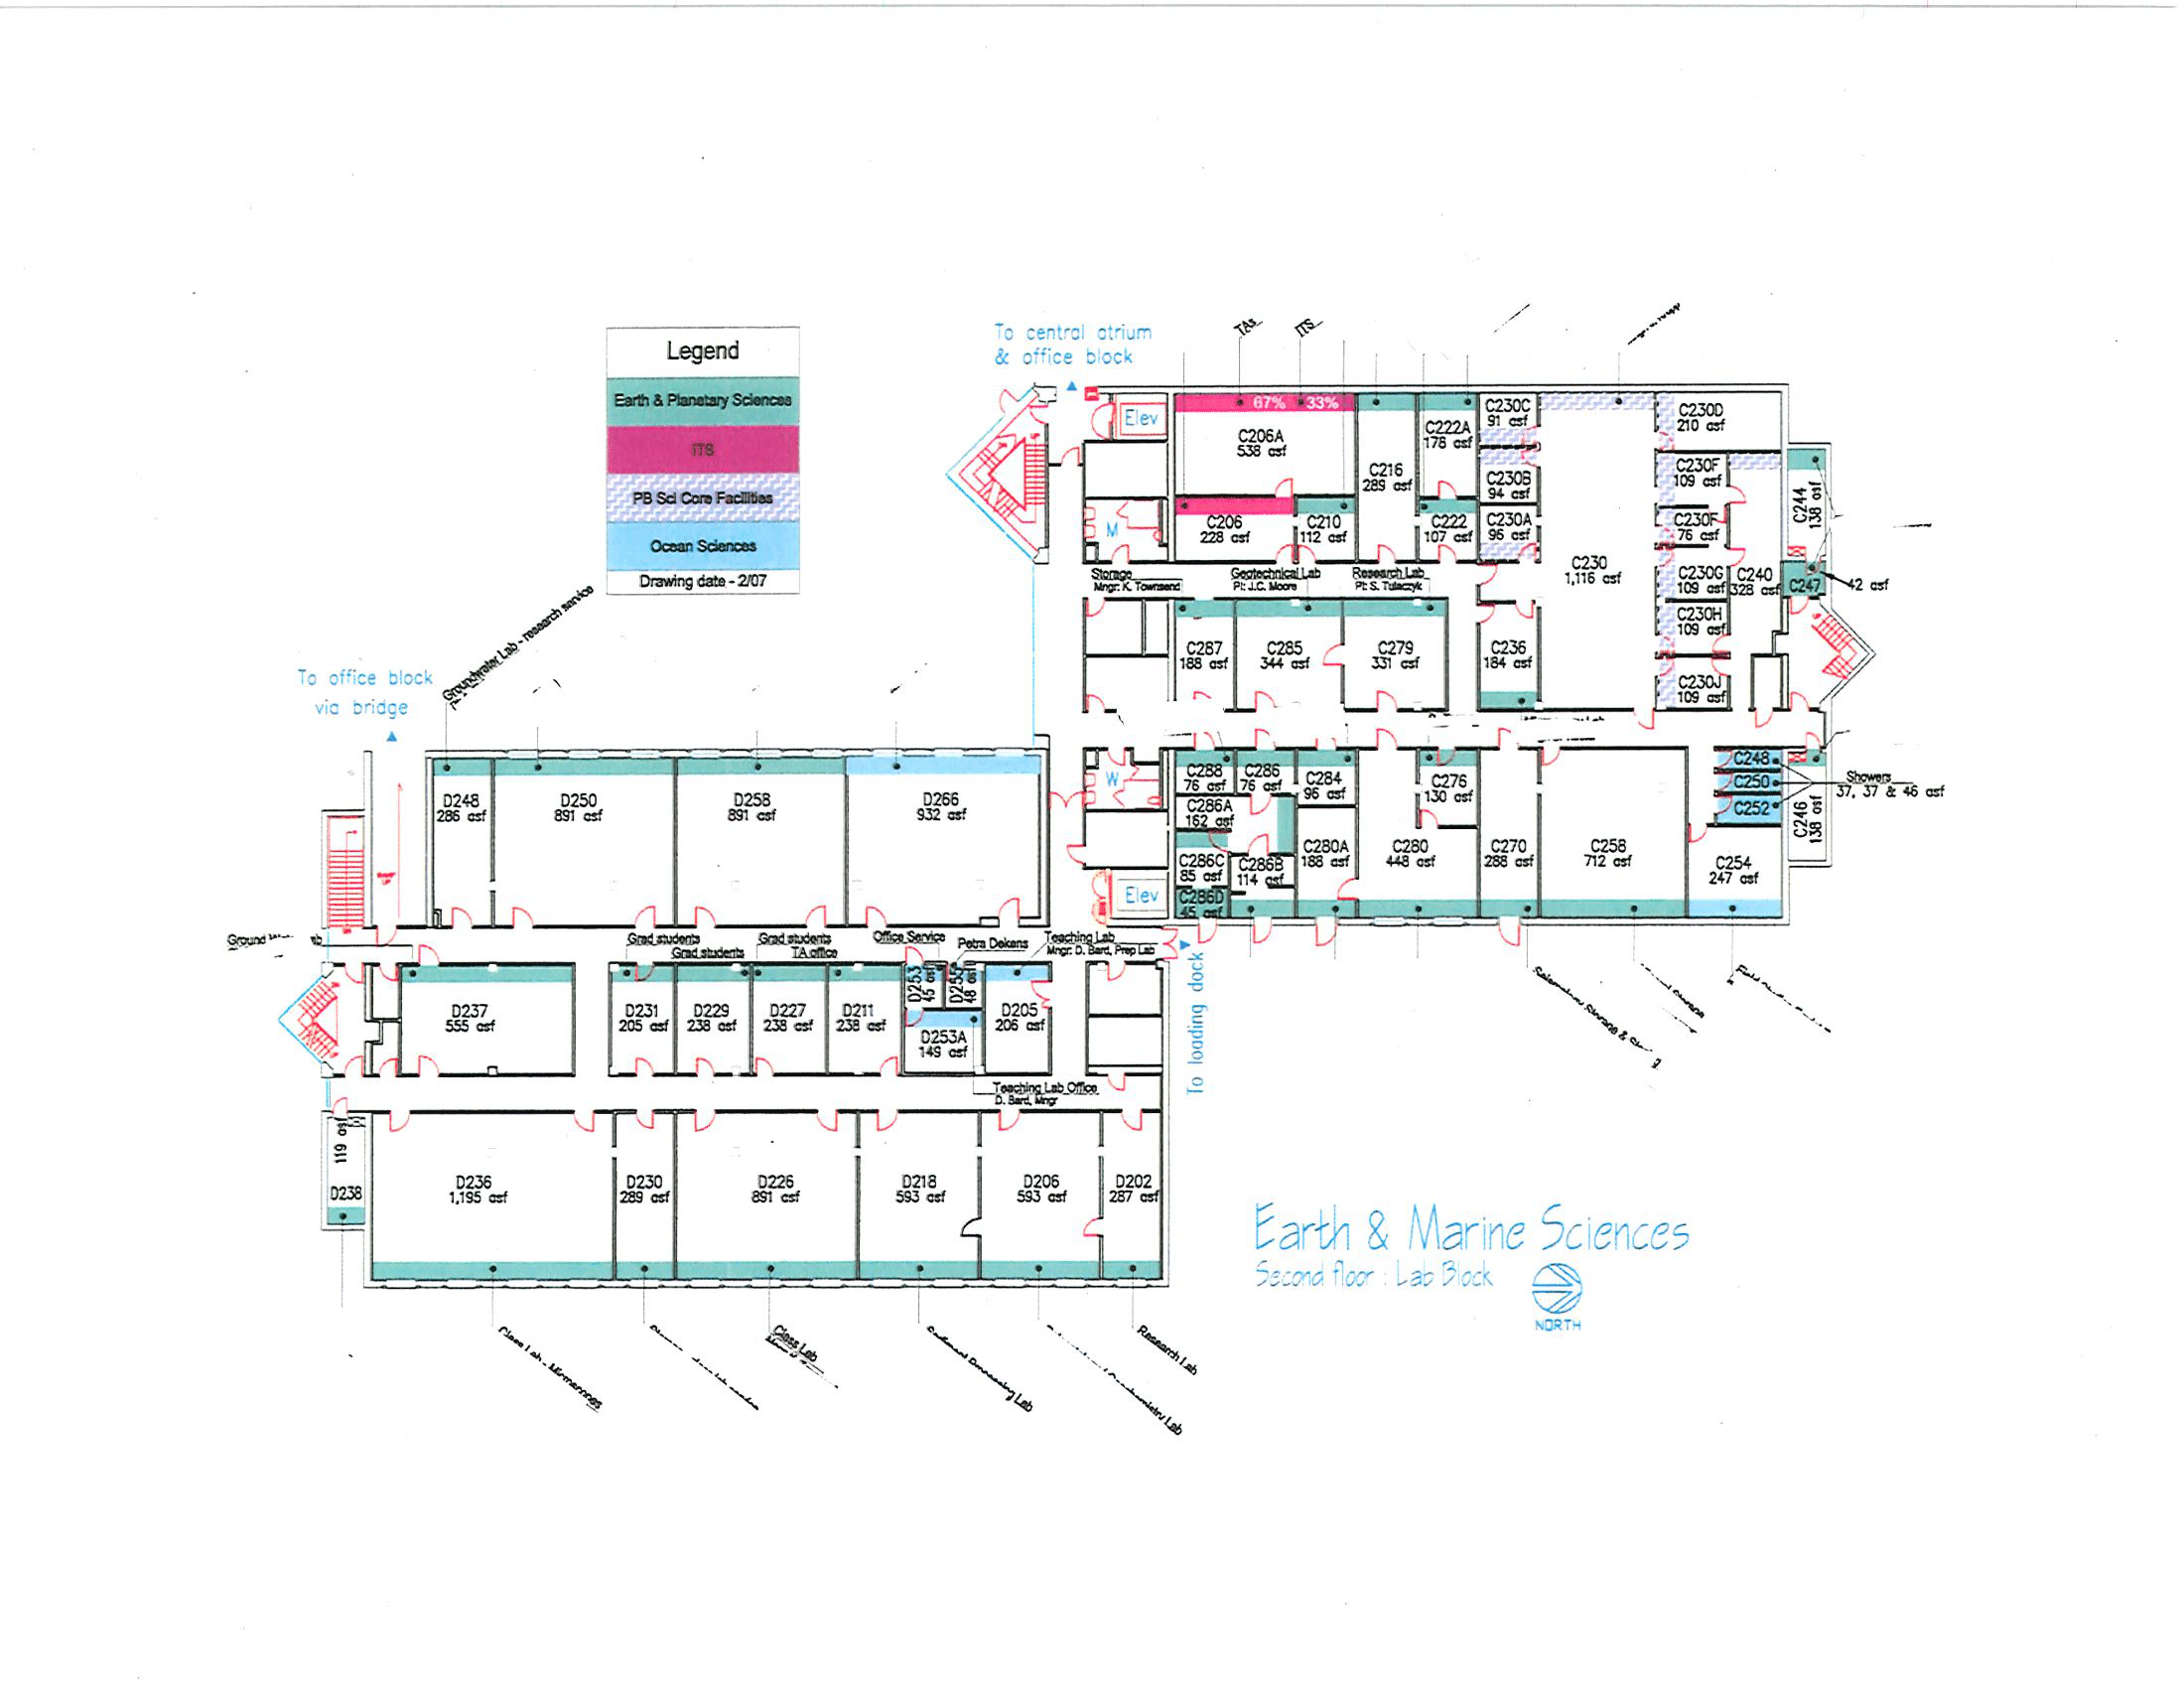 Legend
Earth & Planetary Sciences
ITS
PB Sci Core Facilities
Ocean Sciences
Drawing date - 2/07
To central atrium
& office block
TAs
ITS
Elev
67% 33%
C206A
538 asf
C216
289 asf
C222A
178 asf
C230C
91 asf
C230B
94 asf
C230A
96 asf
C230D
210 asf
C230F
109 asf
C230F
76 asf
C230G
109 asf
C230H
109 asf
C230J
109 asf
C230
1,116 asf
C240
328 asf
C244
138 asf
C247
42 asf
M
C206
228 asf
C210
112 asf
C222
107 asf
Storage
Mngr: K. Townsend
Geotechnical Lab
PI: J.C. Moore
Research Lab
PI: S. Tulaczyk
C287
188 asf
C285
344 asf
C279
331 asf
C236
184 asf
W
C288
76 asf
C286
76 asf
C284
96 asf
C276
130 asf
C286A
162 asf
C286C
85 asf
C286B
114 asf
C286D
45 asf
C280A
188 asf
C280
448 asf
C270
288 asf
C258
712 asf
C248
C250
C252
Showers
37, 37 & 46 asf
C254
247 asf
C246
138 asf
Elev
To loading dock
Groundwater Lab - research service
To office block
via bridge
D248
286 asf
D250
891 asf
D258
891 asf
D266
932 asf
Ground
Grad students
Grad students
Grad students
TA office
Office Service
Petra Dekens
Teaching Lab
Mngr: D. Bard, Prep Lab
D237
555 asf
D231
205 asf
D229
238 asf
D227
238 asf
D211
238 asf
D253
45 asf
D255
48 asf
D253A
149 asf
D205
206 asf
Teaching Lab Office
D. Bard, Mngr
119 asf
D238
D236
1,195 asf
D230
289 asf
D226
891 asf
D218
593 asf
D206
593 asf
D202
287 asf
Class Lab - Microscopes
Class Lab
Sediment Processing Lab
Lab
Research Lab
Seismology Storage &
Storage
Earth & Marine Sciences
Second floor : Lab Block
NORTH